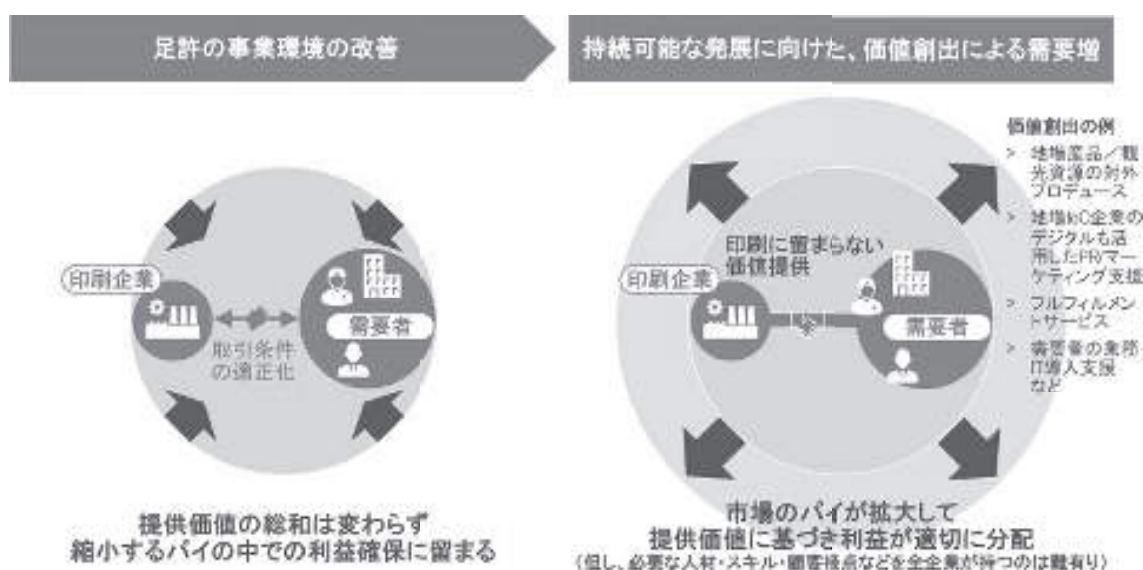 足許の事業環境の改善
印刷企業
需要者
取引条件
の適正化
提供価値の総和は変わらず
縮小するパイの中での利益確保に留まる
持続可能な発展に向けた、価値創出による需要増
印刷に留まらない
価値提供
印刷企業
需要者
価値創出の例
> 地場産品／観
光資源の対外
プロデュース
> 地場toC企業の
デジタルも活
用したPR/マー
ケティング支援
> フルフィルメン
トサービス
> 需要者の業務・
IT導入支援
など
市場のパイが拡大して
提供価値に基づき利益が適切に分配
(但し、必要な人材・スキル・顧客接点などを全企業が持つのは難有り)